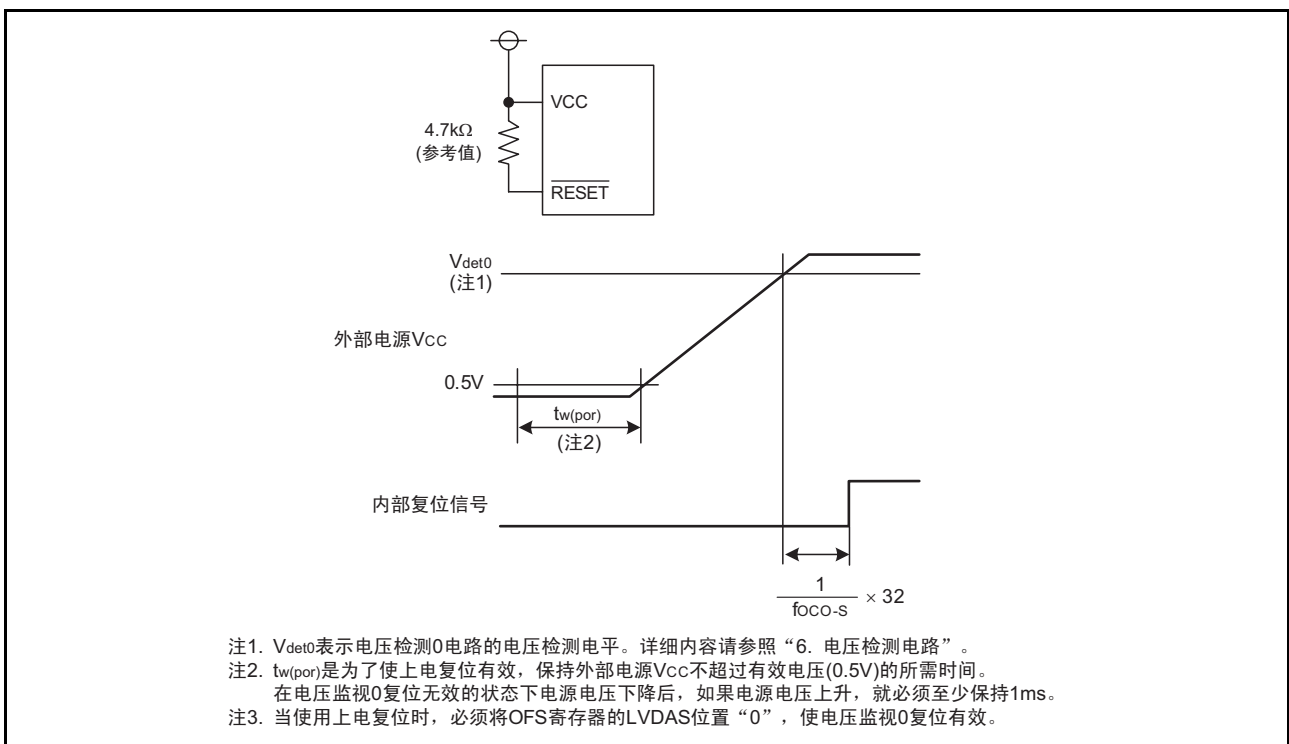 VCC
4.7kΩ
(参考值)
RESET
Vdet0
(注1)
外部电源VCC
0.5V
tw(por)
(注2)
内部复位信号
1
fOCO-S
× 32
注1. Vdet0表示电压检测0电路的电压检测电平。详细内容请参照“6. 电压检测电路”。
注2. tw(por)是为了使上电复位有效，保持外部电源VCC不超过有效电压(0.5V)的所需时间。
在电压监视0复位无效的状态下电源电压下降后，如果电源电压上升，就必须至少保持1ms。
注3. 当使用上电复位时，必须将OFS寄存器的LVDAS位置“0”，使电压监视0复位有效。